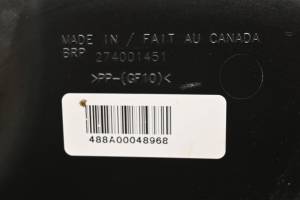 MADE IN / FAIT AU CANADA
BRP 274001451
>PP-(GF10)<
488A00048968